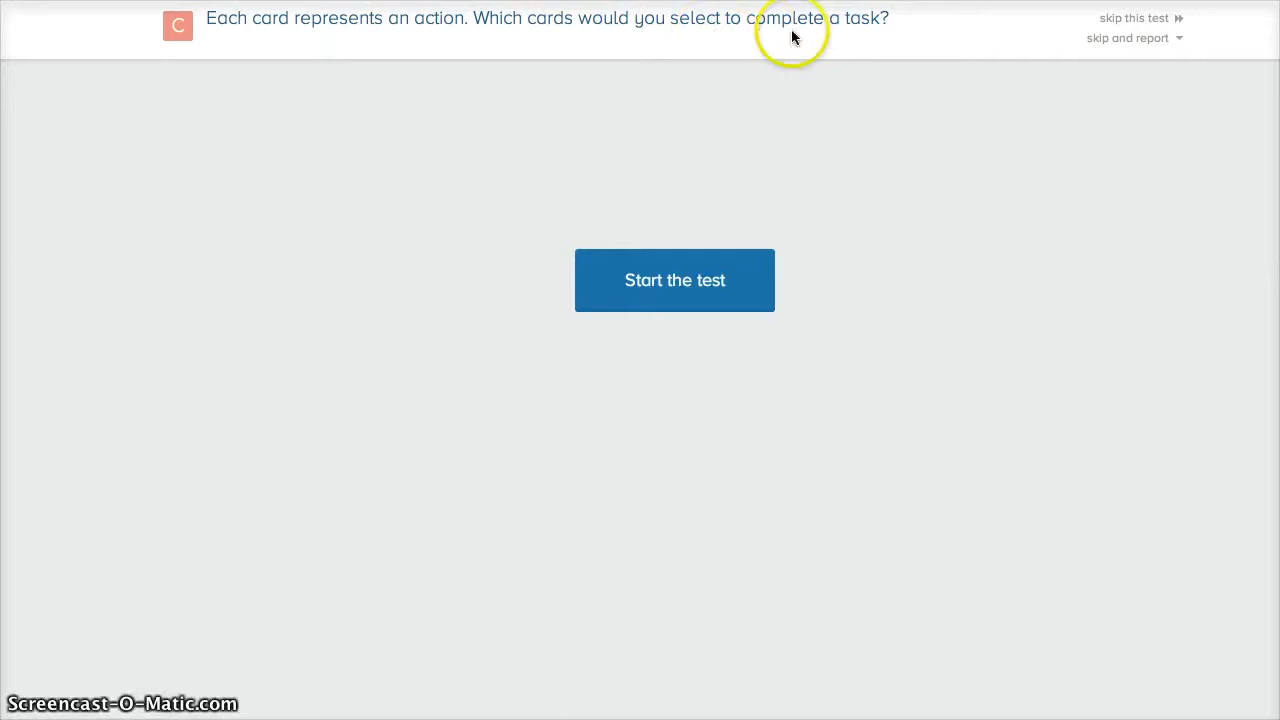 C
Each card represents an action. Which cards would you select to complete a task?
skip this test
skip and report
Start the test
Screencast-O-Matic.com